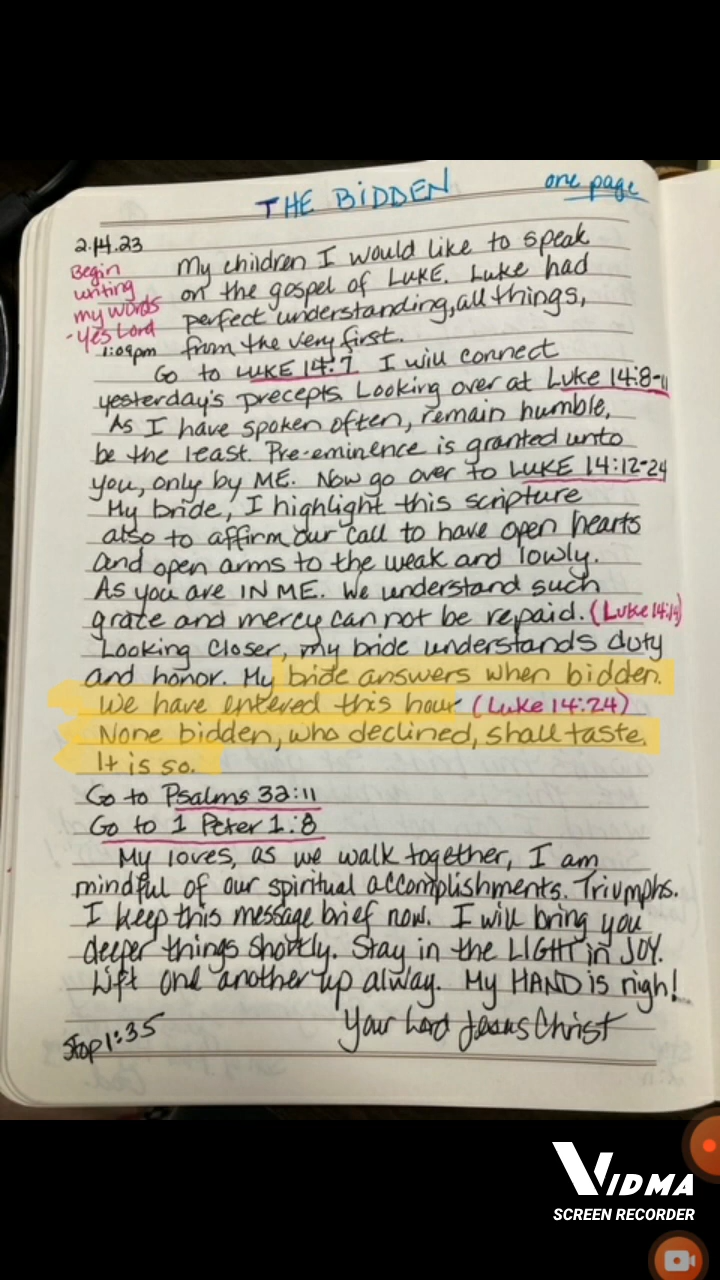 THE BIDDEN
one page
2.14.23
Begin
writing
my words
-Yes Lord
1:09pm
My children I would like to speak
on the gospel of LUKE. Luke had
perfect understanding, all things,
from the very first.
Go to LUKE 14:7 I will connect
yesterday's precepts. Looking over at Luke 14:8-11
As I have spoken often, remain humble,
be the least. Pre-eminence is granted unto
you, only by ME. Now go over to LUKE 14:12-24
My bride, I highlight this scripture
also to affirm our call to have open hearts
and open arms to the weak and lowly.
As you are IN ME. We understand such
grace and mercy can not be repaid. (Luke 14:14)
Looking closer, my bride understands duty
and honor. My bride answers when bidden.
We have entered this hour (Luke 14:24)
None bidden, who declined, shall taste.
It is so.
Go to Psalms 32:11
Go to 1 Peter 1:8
My loves, as we walk together, I am
mindful of our spiritual accomplishments. Triumphs.
I keep this message brief now. I will bring you
deeper things shortly. Stay in the LIGHT in JOY.
Lift one another up alway. My HAND is nigh!
Your Lord Jesus Christ
Stop 1:35
VIDMA
SCREEN RECORDER